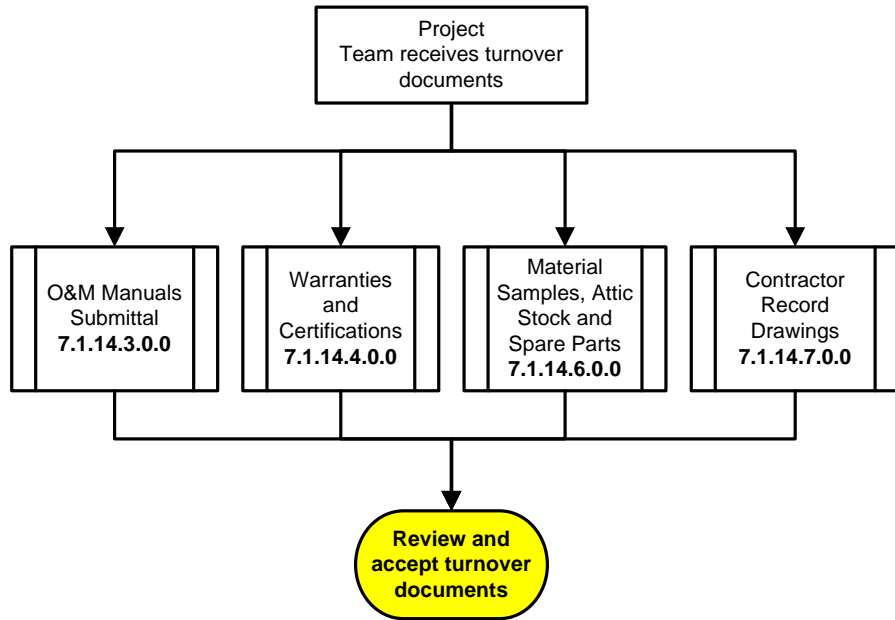 Project
Team receives turnover
documents
O&M Manuals
Submittal
7.1.14.3.0.0
Warranties
and
Certifications
7.1.14.4.0.0
Material
Samples, Attic
Stock and
Spare Parts
7.1.14.6.0.0
Contractor
Record
Drawings
7.1.14.7.0.0
Review and
accept turnover
documents